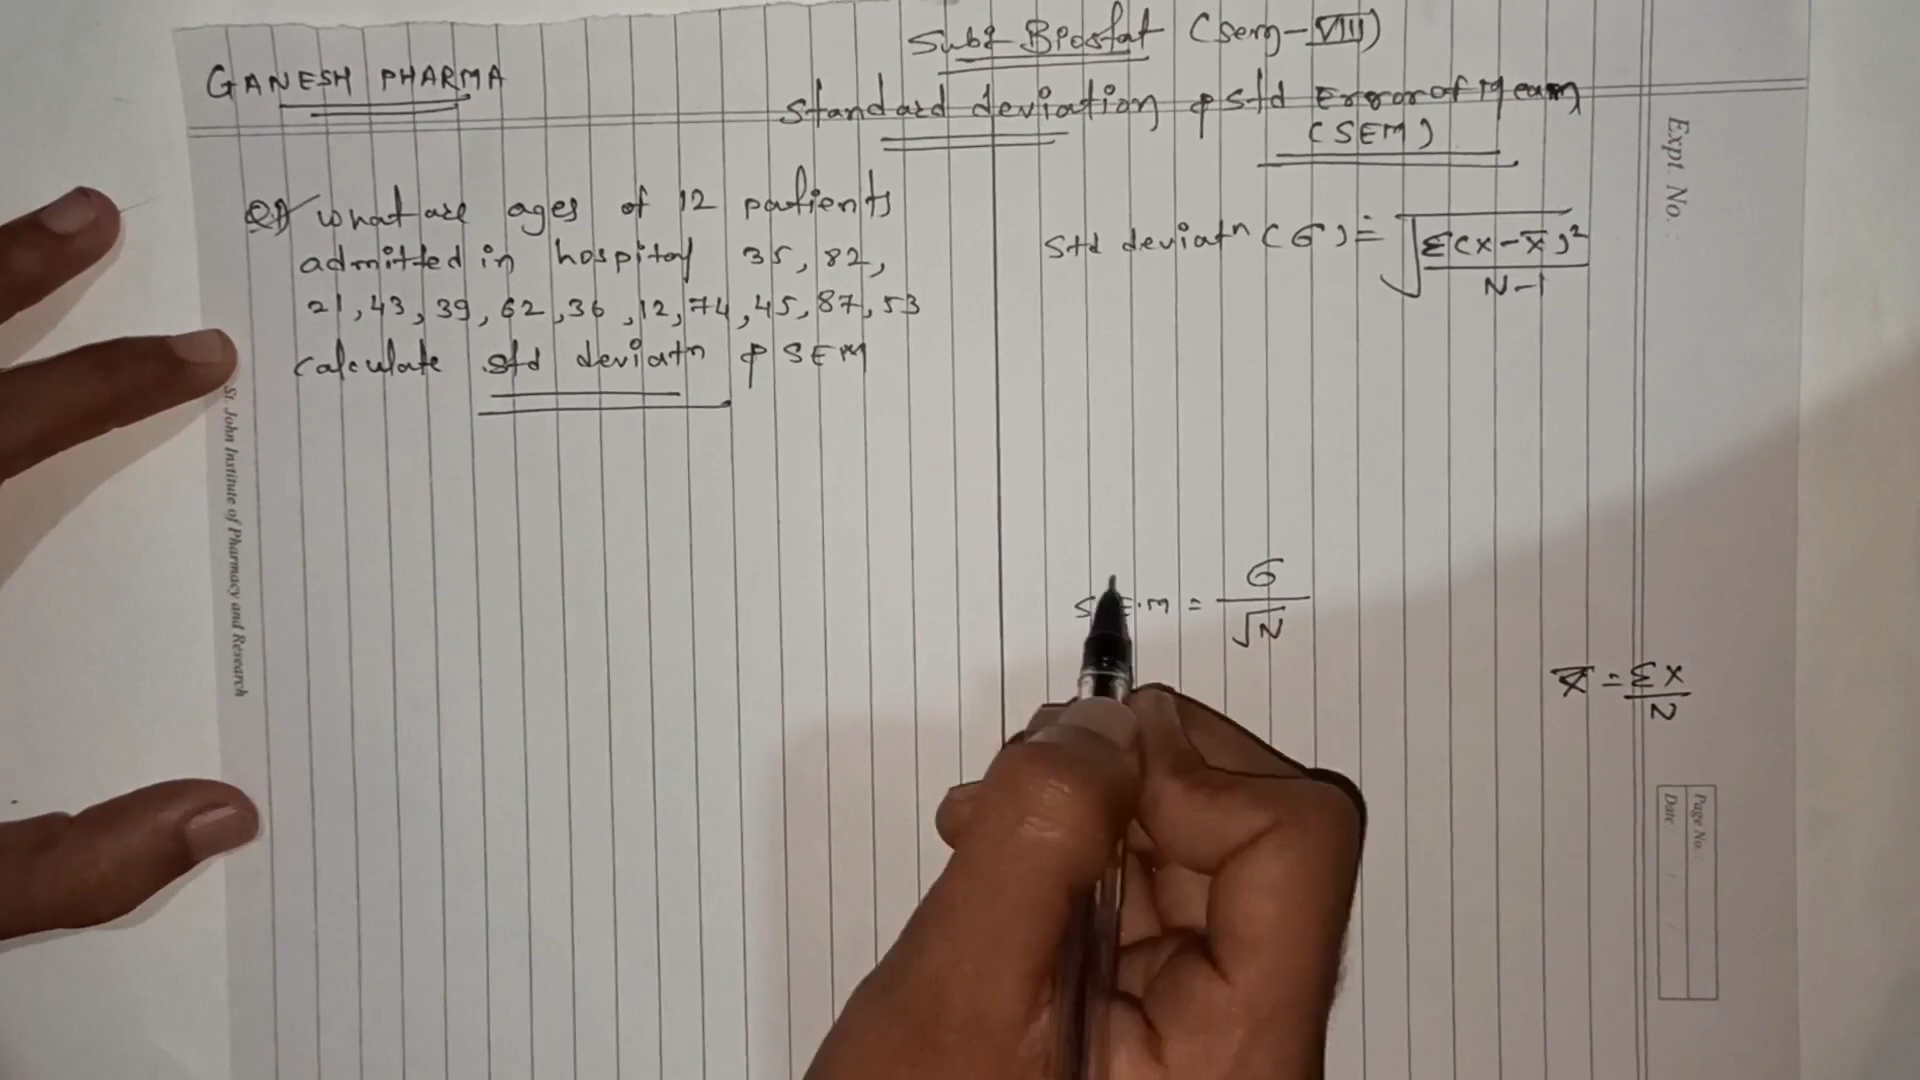 GANESH PHARMA
Sub:- Biostat (Sem-VIII)
Standard deviation & Std Error of Mean
(SEM)
Q1) What are ages of 12 patients
admitted in hospital 35, 82,
21, 43, 39, 62, 36, 12, 74, 45, 87, 53
calculate std deviatn & SEM
Std deviatn (σ) = √Σ(x-x̄)²
N-1
S.E.M = σ
√N
x̄ = Σx
N
Expt. No. :
St. John Institute of Pharmacy and Research
Page No. :
Date